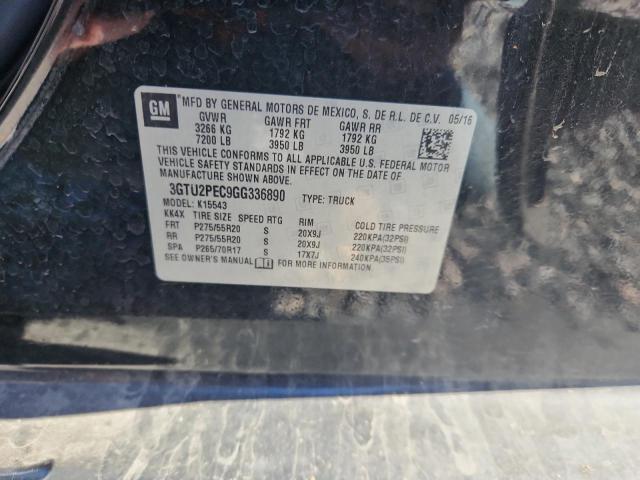 GM MFD BY GENERAL MOTORS DE MEXICO, S. DE R.L. DE C.V. 05/16
GVWR GAWR FRT GAWR RR
3266 KG 1792 KG 1792 KG
7200 LB 3950 LB 3950 LB
THIS VEHICLE CONFORMS TO ALL APPLICABLE U.S. FEDERAL MOTOR
VEHICLE SAFETY STANDARDS IN EFFECT ON THE DATE OF
MANUFACTURE SHOWN ABOVE.
3GTU2PEC9GG336890 TYPE: TRUCK
MODEL: K15543
KK4X TIRE SIZE SPEED RTG RIM COLD TIRE PRESSURE
FRT P275/55R20 S 20X9J 220KPA(32PSI)
RR P275/55R20 S 20X9J 220KPA(32PSI)
SPA P265/70R17 S 17X7J 240KPA(35PSI)
SEE OWNER'S MANUAL FOR MORE INFORMATION